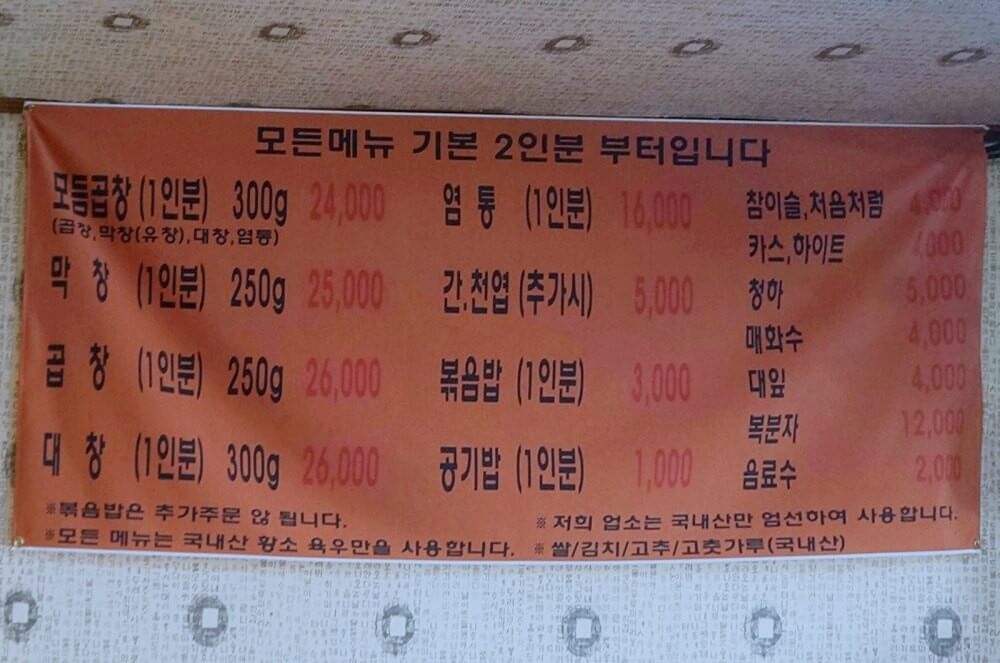 모든메뉴 기본 2인분 부터입니다
모듬곱창 (1인분) 300g 24,000
(곱창,막창(유창),대창,염통)
막 창 (1인분) 250g 25,000
곱 창 (1인분) 250g 26,000
대 창 (1인분) 300g 26,000
염 통 (1인분) 16,000
간.천엽 (추가시) 5,000
볶음밥 (1인분) 3,000
공기밥 (1인분) 1,000
참이슬,처음처럼 4,000
카스,하이트
청하 5,000
매화수 4,000
대잎 4,000
복분자 12,000
음료수 2,000
※볶음밥은 추가주문 않 됩니다.
※모든 메뉴는 국내산 황소 육우만을 사용합니다.
※ 저희 업소는 국내산만 엄선하여 사용합니다.
※ 쌀/김치/고추/고춧가루(국내산)